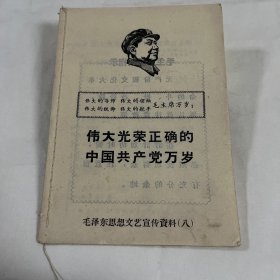 伟大的导师 伟大的领袖
伟大的统帅 伟大的舵手
毛主席万岁！
伟大光荣正确的
中国共产党万岁
毛泽东思想文艺宣传資料(八)